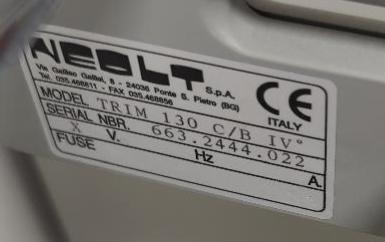 NEOLT S.p.A.
Via Galileo Galilei, 8 - 24036 Ponte S. Pietro (BG)
Tel. 035.468811 - FAX 035.468856
CE
ITALY
MODEL TRIM 130 C/B IV°
SERIAL NBR. 663.2444.022
X V. Hz A.
FUSE